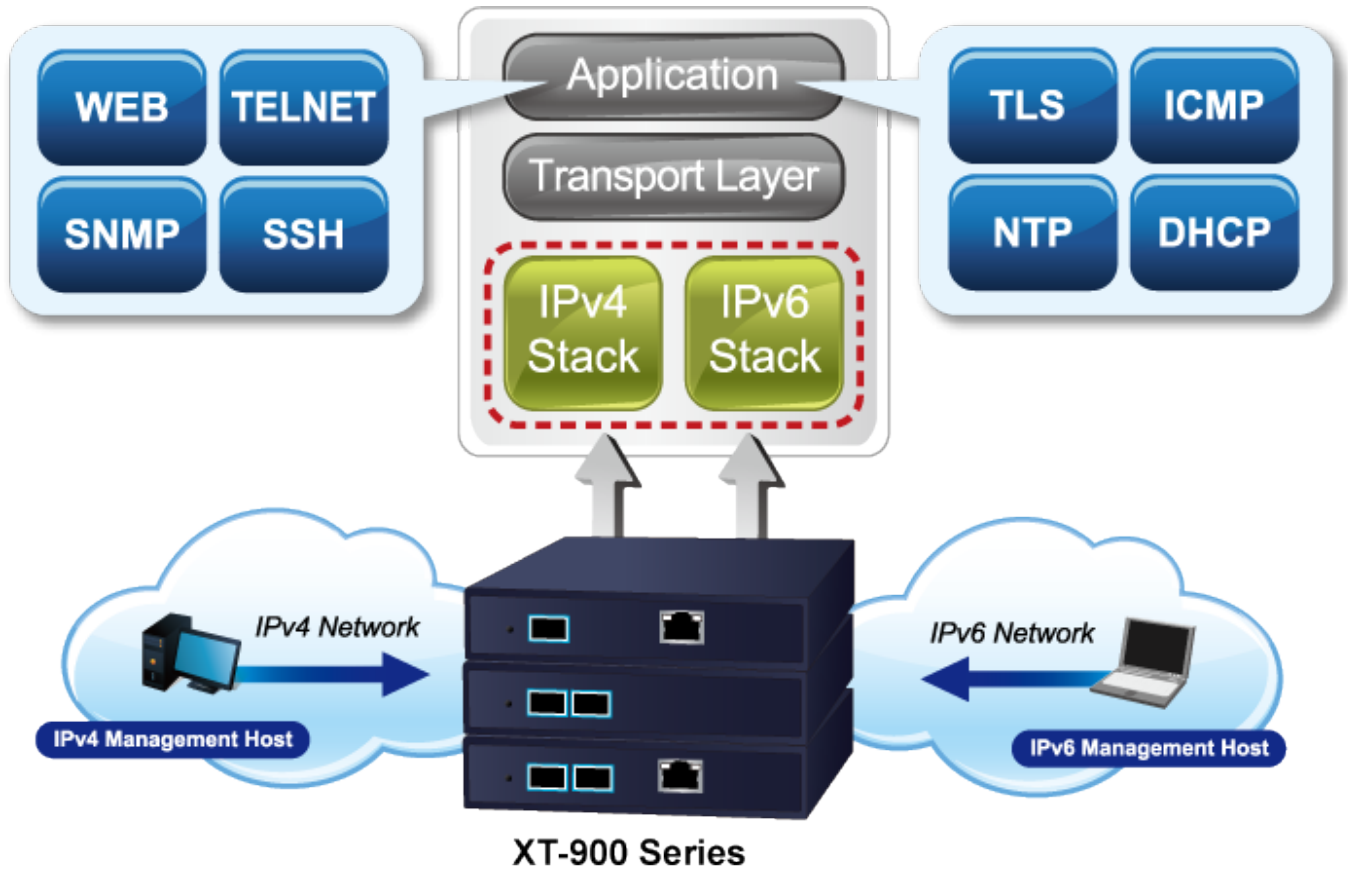 WEB
TELNET
SNMP
SSH
Application
Transport Layer
IPv4
Stack
IPv6
Stack
TLS
ICMP
NTP
DHCP
IPv4 Network
IPv4 Management Host
IPv6 Network
IPv6 Management Host
XT-900 Series